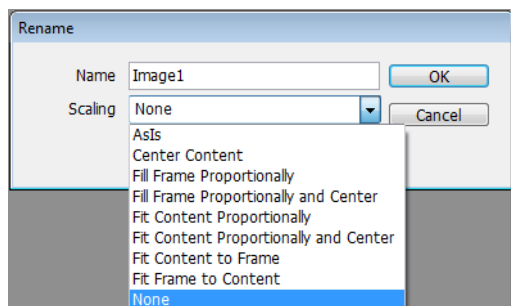 Rename
Name Image1 OK
Scaling None Cancel
AsIs
Center Content
Fill Frame Proportionally
Fill Frame Proportionally and Center
Fit Content Proportionally
Fit Content Proportionally and Center
Fit Content to Frame
Fit Frame to Content
None